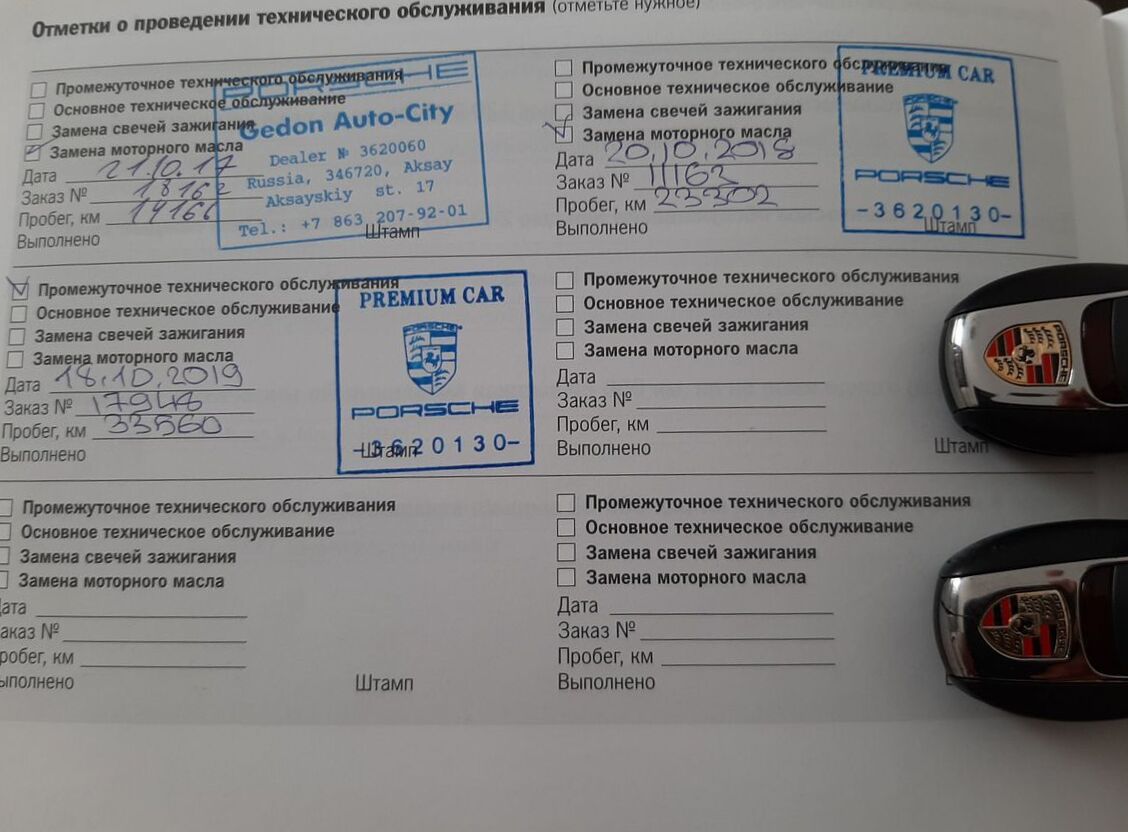 Отметки о проведении технического обслуживания (отметьте нужное)
Промежуточное технического обслуживания
Основное техническое обслуживание
Замена свечей зажигания
Замена моторного масла
Дата 21.10.17
Заказ № 18162
Пробег, км
Выполнено
Штамп
PORSCHE
Gedon Auto-City
Dealer № 3620060
Russia, 346720, Aksay
Aksayskiy st. 17
Tel.: +7 863 207-92-01
Промежуточное технического обслуживания
Основное техническое обслуживание
Замена свечей зажигания
Замена моторного масла
Дата 20.10.2018
Заказ № 11162
Пробег, км 23302
Выполнено
Штамп
PREMIUM CAR
PORSCHE
-3620130-
Промежуточное технического обслуживания
Основное техническое обслуживание
Замена свечей зажигания
Замена моторного масла
Дата 18.10.2019
Заказ № 17948
Пробег, км 33560
Выполнено
Штамп
PREMIUM CAR
PORSCHE
PORSCHE
-3620130-
Промежуточное технического обслуживания
Основное техническое обслуживание
Замена свечей зажигания
Замена моторного масла
Дата
Заказ №
Пробег, км
Выполнено
Штамп
PORSCHE
Промежуточное технического обслуживания
Основное техническое обслуживание
Замена свечей зажигания
Замена моторного масла
Дата
Заказ №
Пробег, км
Выполнено
Штамп
Промежуточное технического обслуживания
Основное техническое обслуживание
Замена свечей зажигания
Замена моторного масла
Дата
Заказ №
Пробег, км
Выполнено